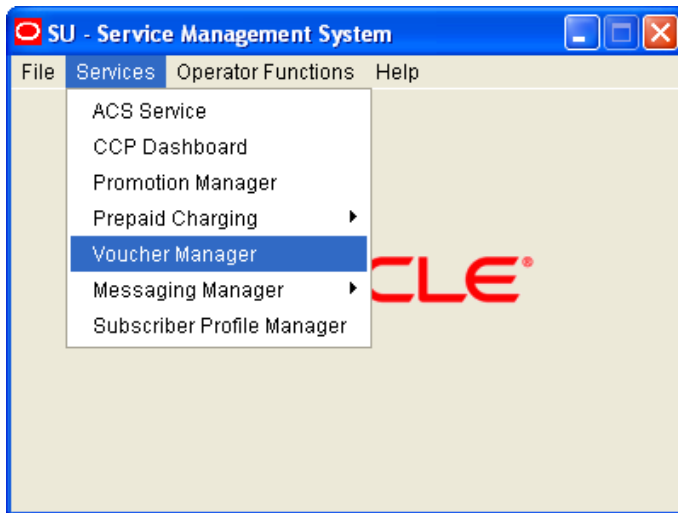 SU - Service Management System
File Services Operator Functions Help
ACS Service
CCP Dashboard
Promotion Manager
Prepaid Charging
Voucher Manager
Messaging Manager
Subscriber Profile Manager
CLE®